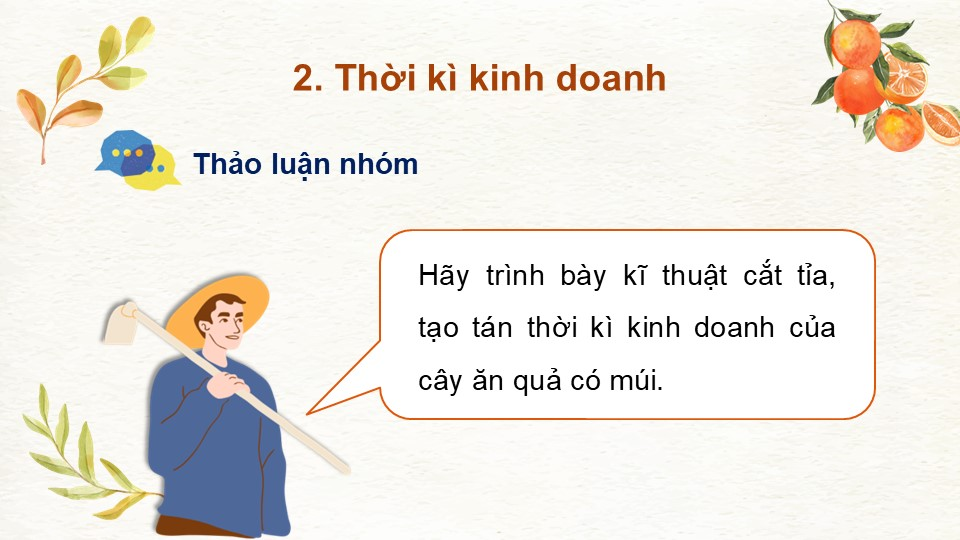 2. Thời kì kinh doanh
Thảo luận nhóm
Hãy trình bày kĩ thuật cắt tỉa,
tạo tán thời kì kinh doanh của
cây ăn quả có múi.